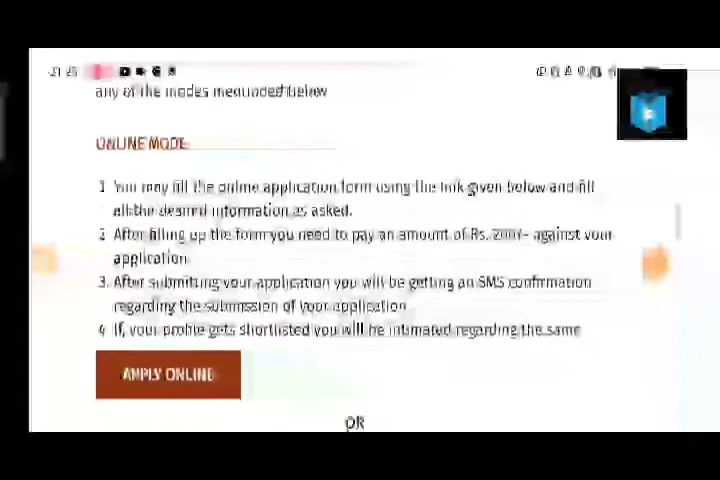 any of the modes mentioned below
ONLINE MODE:
1. You may fill the online application form using the link given below and fill
all the desired information as asked.
2. After filling up the form you need to pay an amount of Rs. against your
application
3. After submitting your application you will be getting an SMS confirmation
regarding the submission of your application
4. If, your profile gets shortlisted you will be intimated regarding the same
APPLY ONLINE
OR